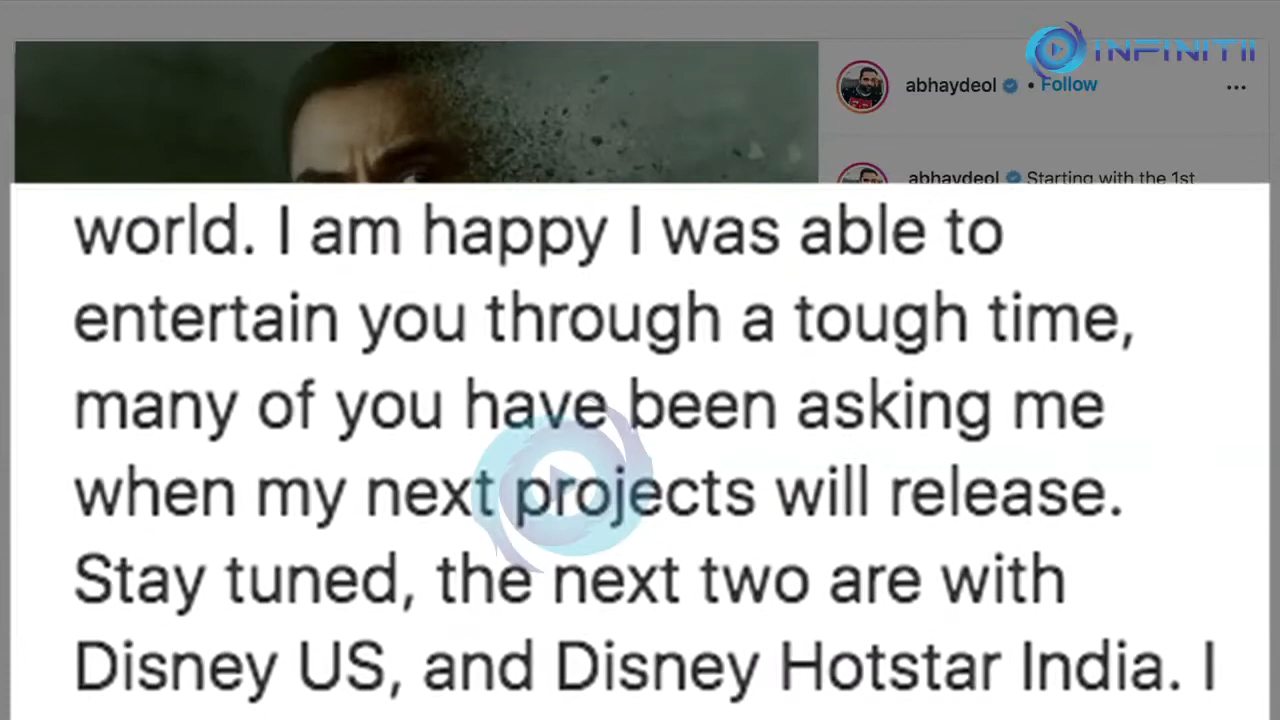 INFINITII
abhaydeol • Follow
abhaydeol Starting with the 1st
world. I am happy I was able to
entertain you through a tough time,
many of you have been asking me
when my next projects will release.
Stay tuned, the next two are with
Disney US, and Disney Hotstar India. I